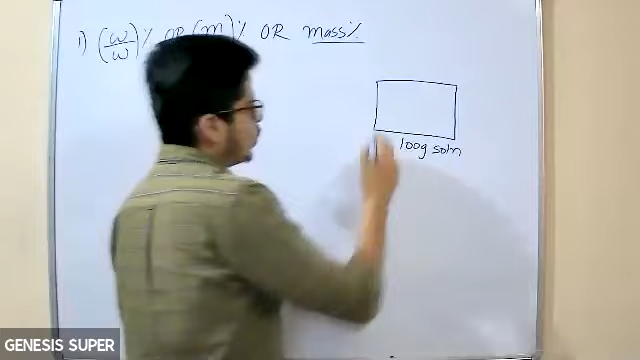 1) (w/w)% OR (m)% OR mass%
100g soln
GENESIS SUPER